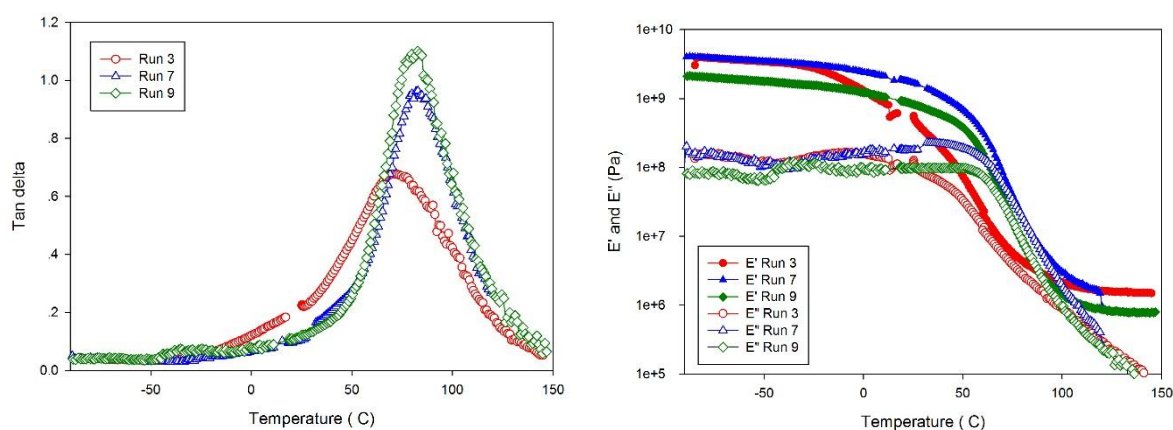 1.2
1.0
.8
.6
.4
.2
0.0
Tan delta
Run 3
Run 7
Run 9
-50
0
50
100
150
Temperature ( C)
1e+10
1e+9
1e+8
1e+7
1e+6
1e+5
E' and E" (Pa)
E' Run 3
E' Run 7
E' Run 9
E" Run 3
E" Run 7
E" Run 9
-50
0
50
100
150
Temperature ( C)